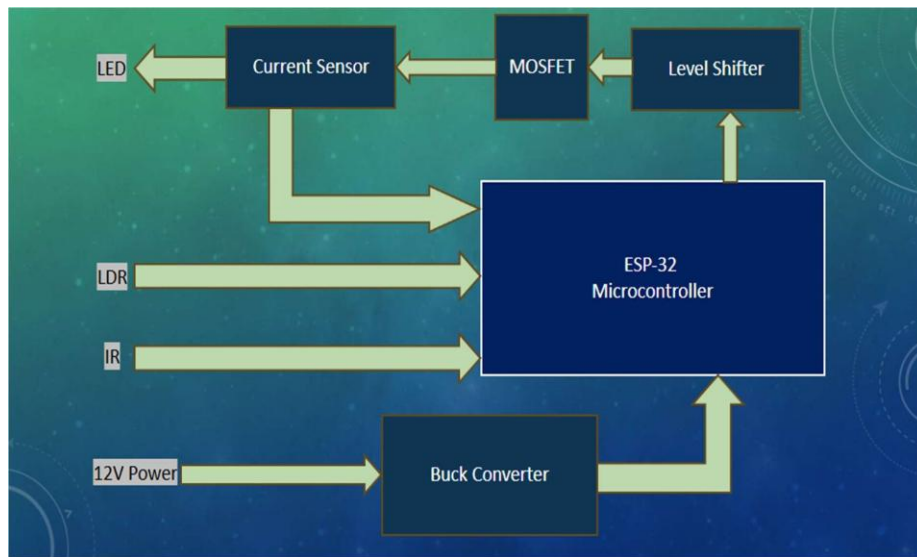 LED
Current Sensor
MOSFET
Level Shifter
ESP-32
Microcontroller
LDR
IR
12V Power
Buck Converter